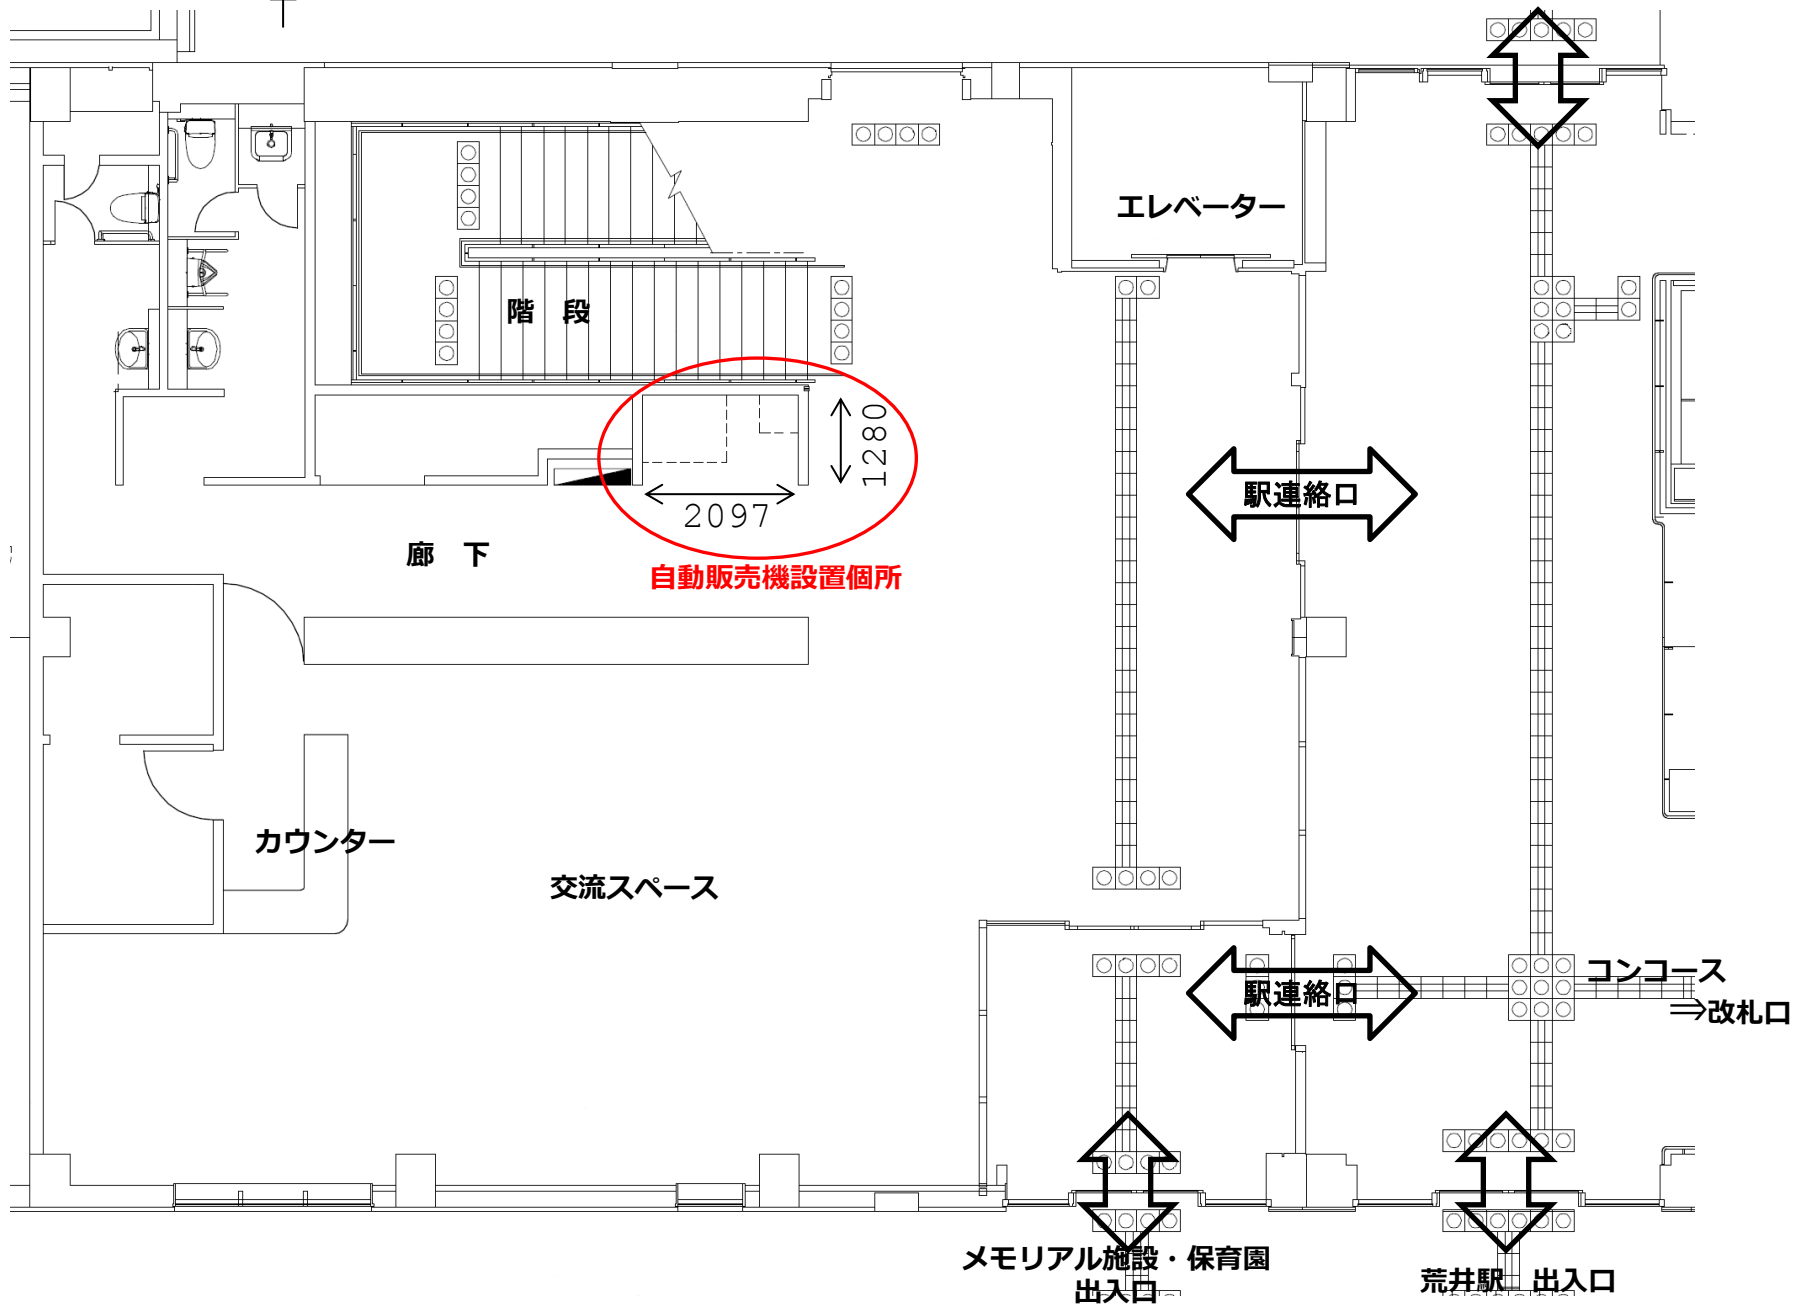 エレベーター
階　段
1280
2097
駅連絡口
廊　下
自動販売機設置個所
カウンター
交流スペース
駅連絡口
コンコース
⇒改札口
メモリアル施設・保育園
出入口
荒井駅　出入口